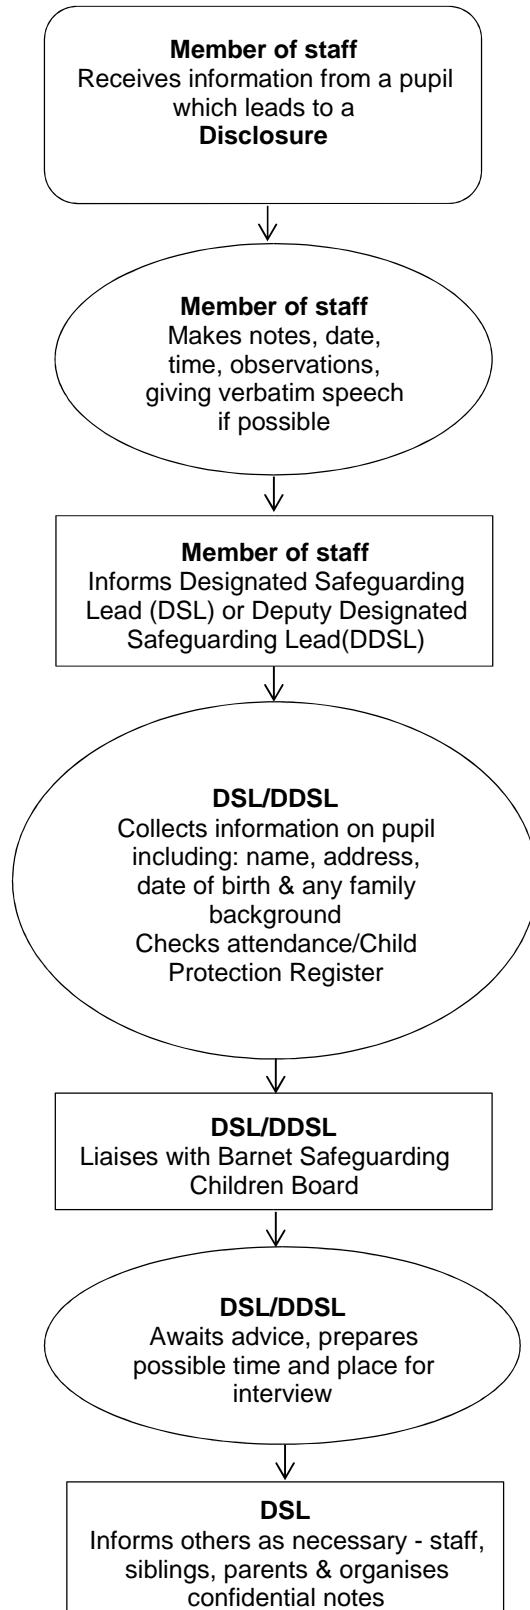 Member of staff
Receives information from a pupil
which leads to a
Disclosure
Member of staff
Makes notes, date,
time, observations,
giving verbatim speech
if possible
Member of staff
Informs Designated Safeguarding
Lead (DSL) or Deputy Designated
Safeguarding Lead(DDSL)
DSL/DDSL
Collects information on pupil
including: name, address,
date of birth & any family
background
Checks attendance/Child
Protection Register
DSL/DDSL
Liaises with Barnet Safeguarding
Children Board
DSL/DDSL
Awaits advice, prepares
possible time and place for
interview
DSL
Informs others as necessary - staff,
siblings, parents & organises
confidential notes